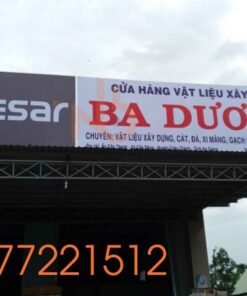 ESar
CỬA HÀNG VẬT LIỆU XÂY
BA DƯƠ
CHUYÊN: VẬT LIỆU XÂY DỰNG, CÁT, ĐÁ, XI MĂNG, GẠCH
77221512